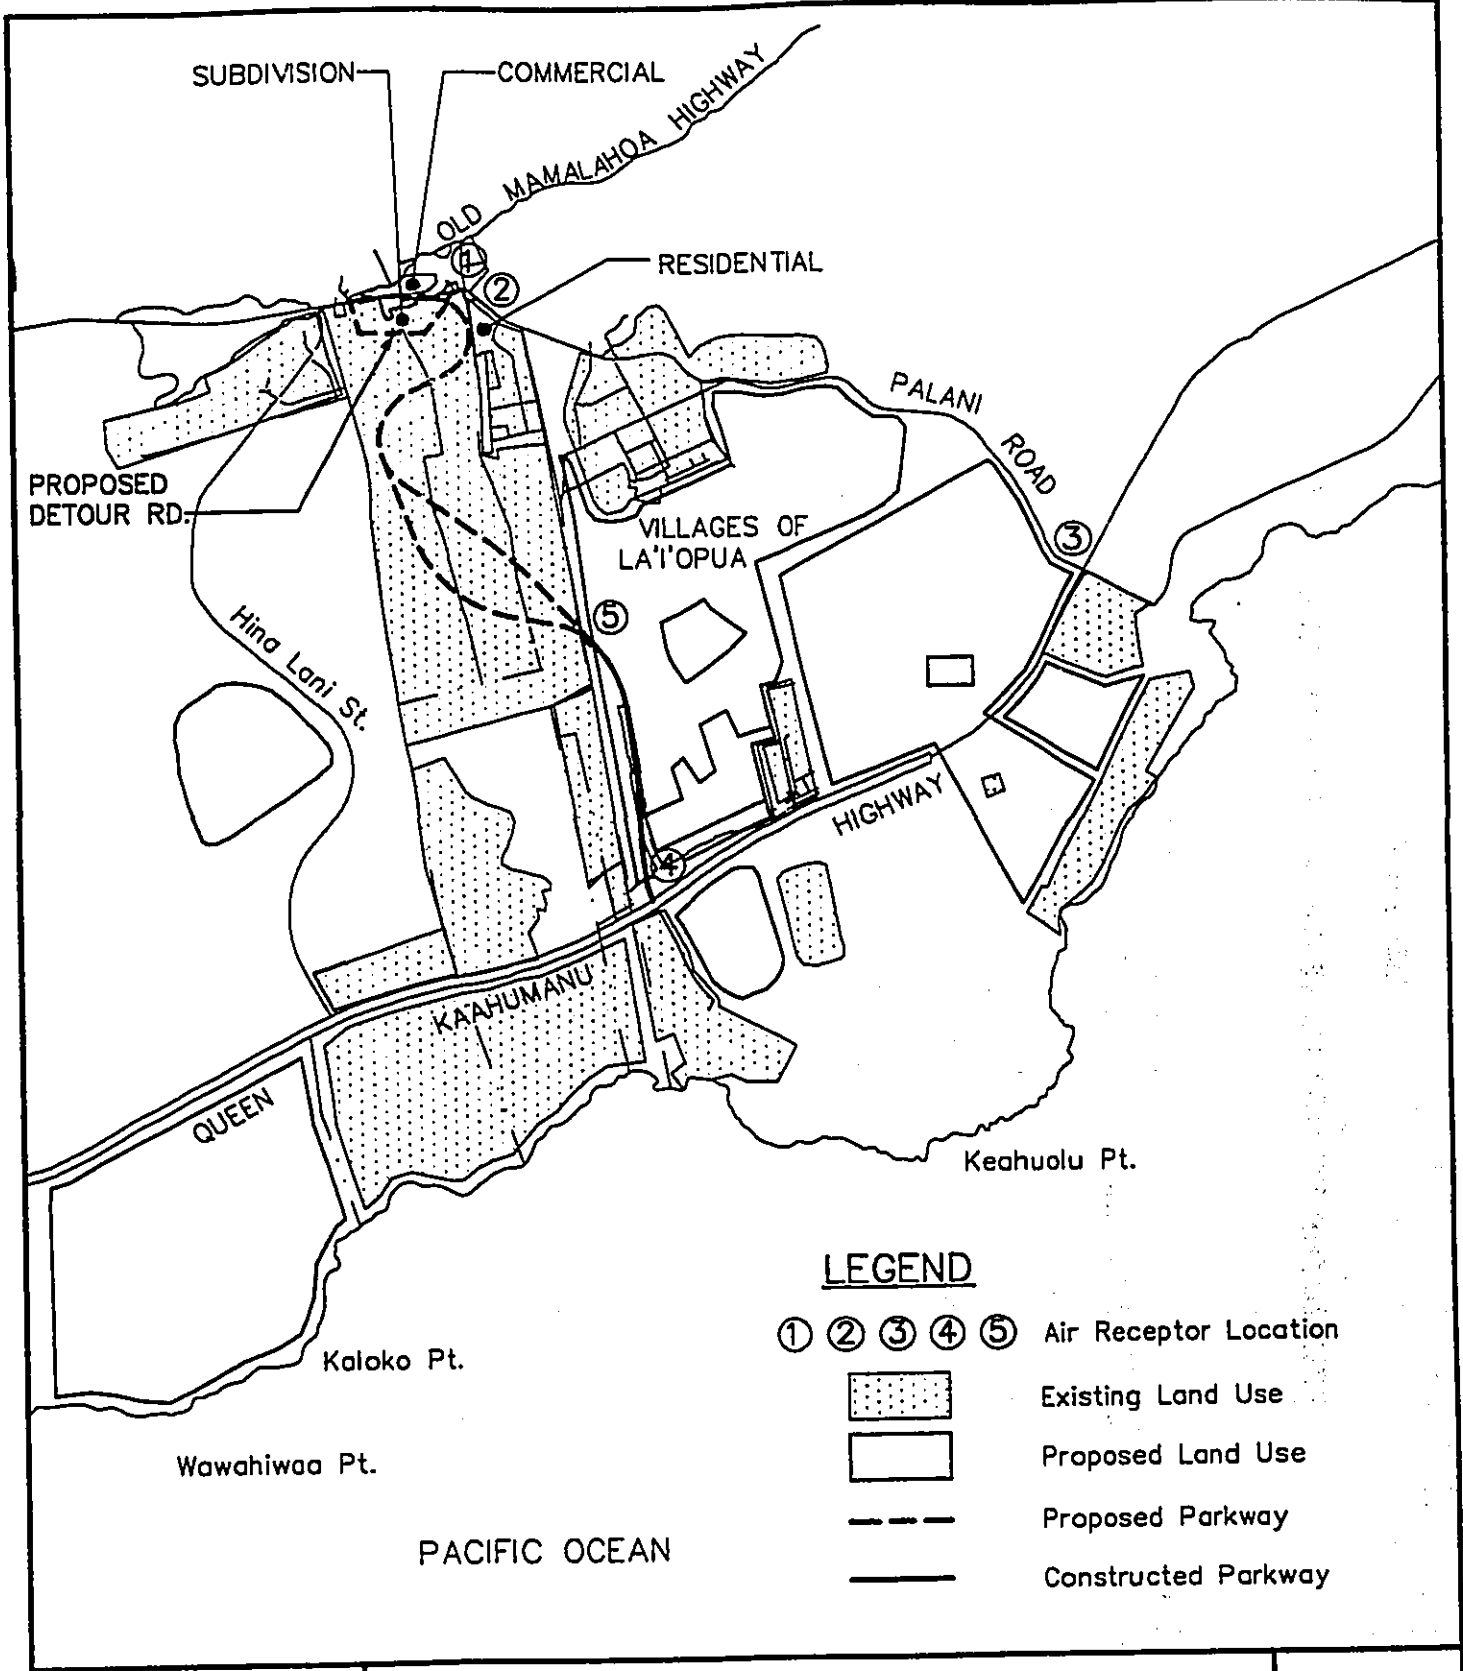 SUBDIVISION
COMMERCIAL
OLD MAMALAHOA HIGHWAY
①
②
RESIDENTIAL
PALANI ROAD
PROPOSED
DETOUR RD.
③
VILLAGES OF
LA'I'OPUA
⑤
Hina Lani St.
HIGHWAY
④
KAAHUMANU
QUEEN
Keahuolu Pt.
LEGEND
① ② ③ ④ ⑤ Air Receptor Location
Existing Land Use
Kaloko Pt.
Proposed Land Use
Wawahiwaa Pt.
Proposed Parkway
PACIFIC OCEAN
Constructed Parkway